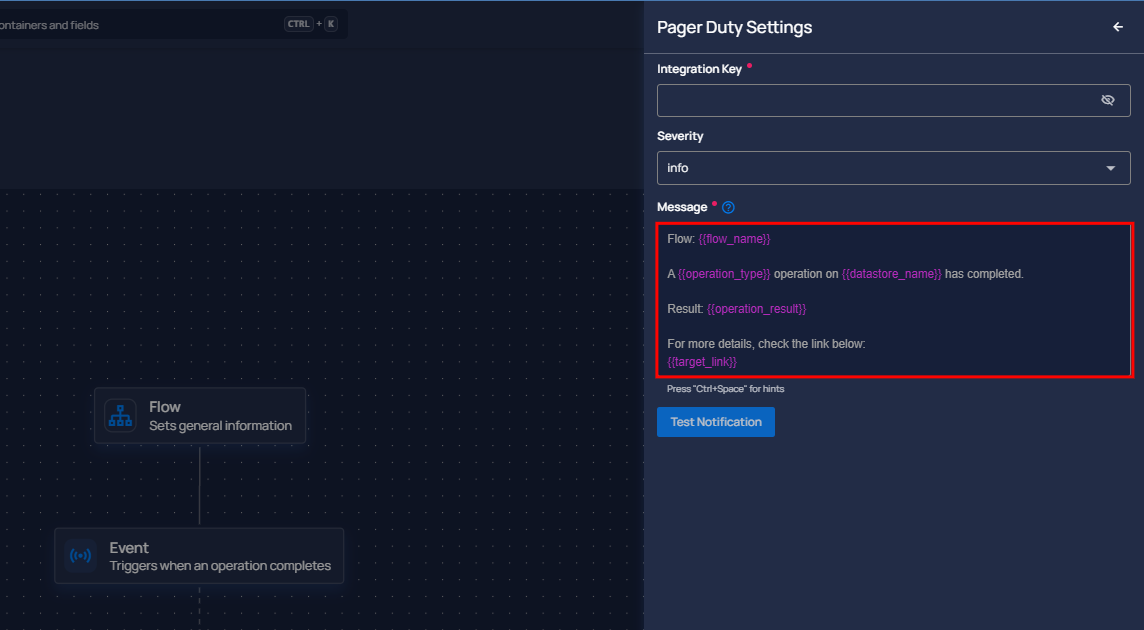 ontainers and fields
CTRL + K
Pager Duty Settings
Integration Key *
Severity
info
Message *
Flow: {{flow_name}}
A {{operation_type}} operation on {{datastore_name}} has completed.
Result: {{operation_result}}
For more details, check the link below:
{{target_link}}
Press "Ctrl+Space" for hints
Test Notification
Flow
Sets general information
Event
Triggers when an operation completes